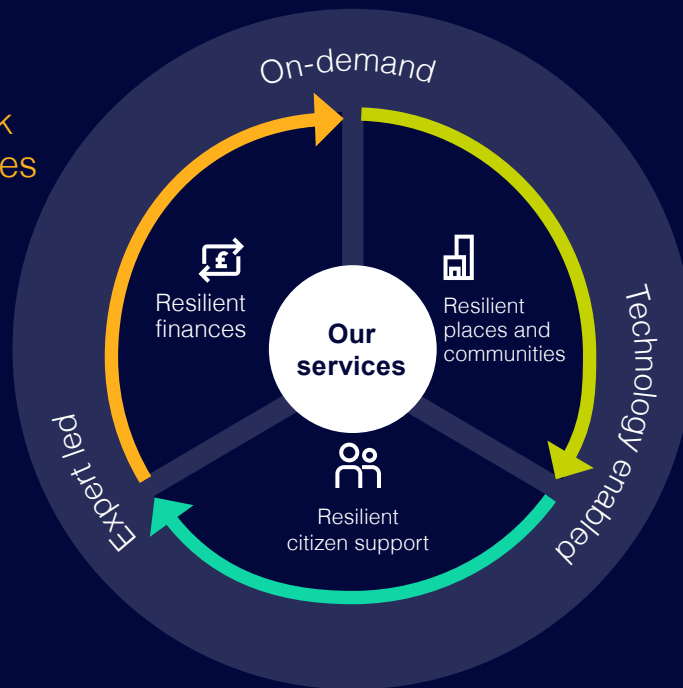 On-demand
Resilient
finances
Our
services
Resilient
places and
communities
Technology enabled
Expert led
Resilient
citizen support